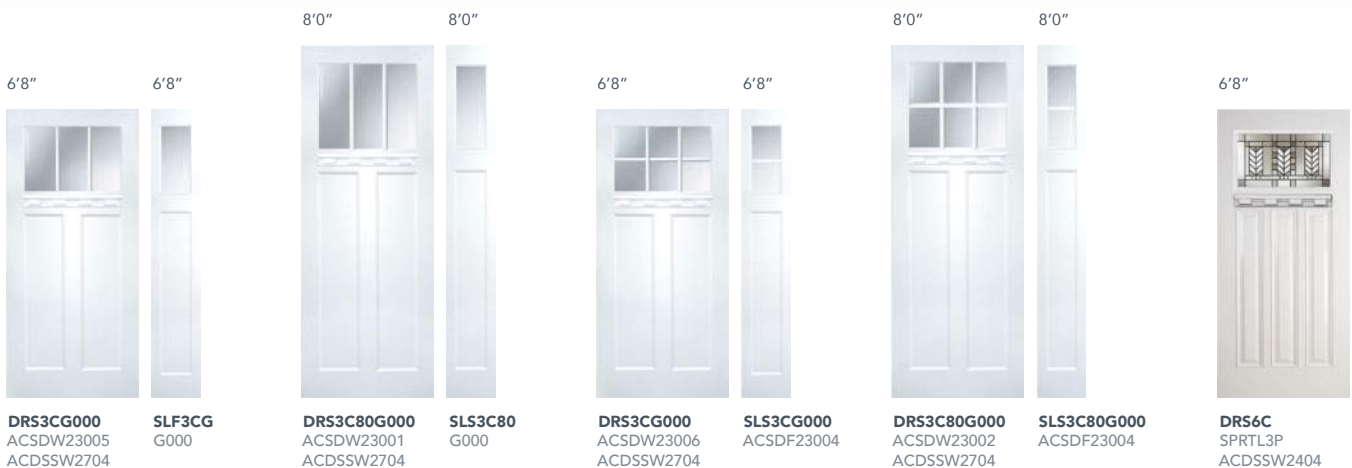 8’0”
8’0”
8’0”
8’0”
6’8”
6’8”
6’8”
6’8”
6’8”
DRS3CG000
ACSDW23005
ACDSSW2704
SLF3CG
G000
DRS3C80G000
ACSDW23001
ACDSSW2704
SLS3C80
G000
DRS3CG000
ACSDW23006
ACDSSW2704
SLS3CG000
ACSDF23004
DRS3C80G000
ACSDW23002
ACDSSW2704
SLS3C80G000
ACSDF23004
DRS6C
SPRTL3P
ACDSSW2404